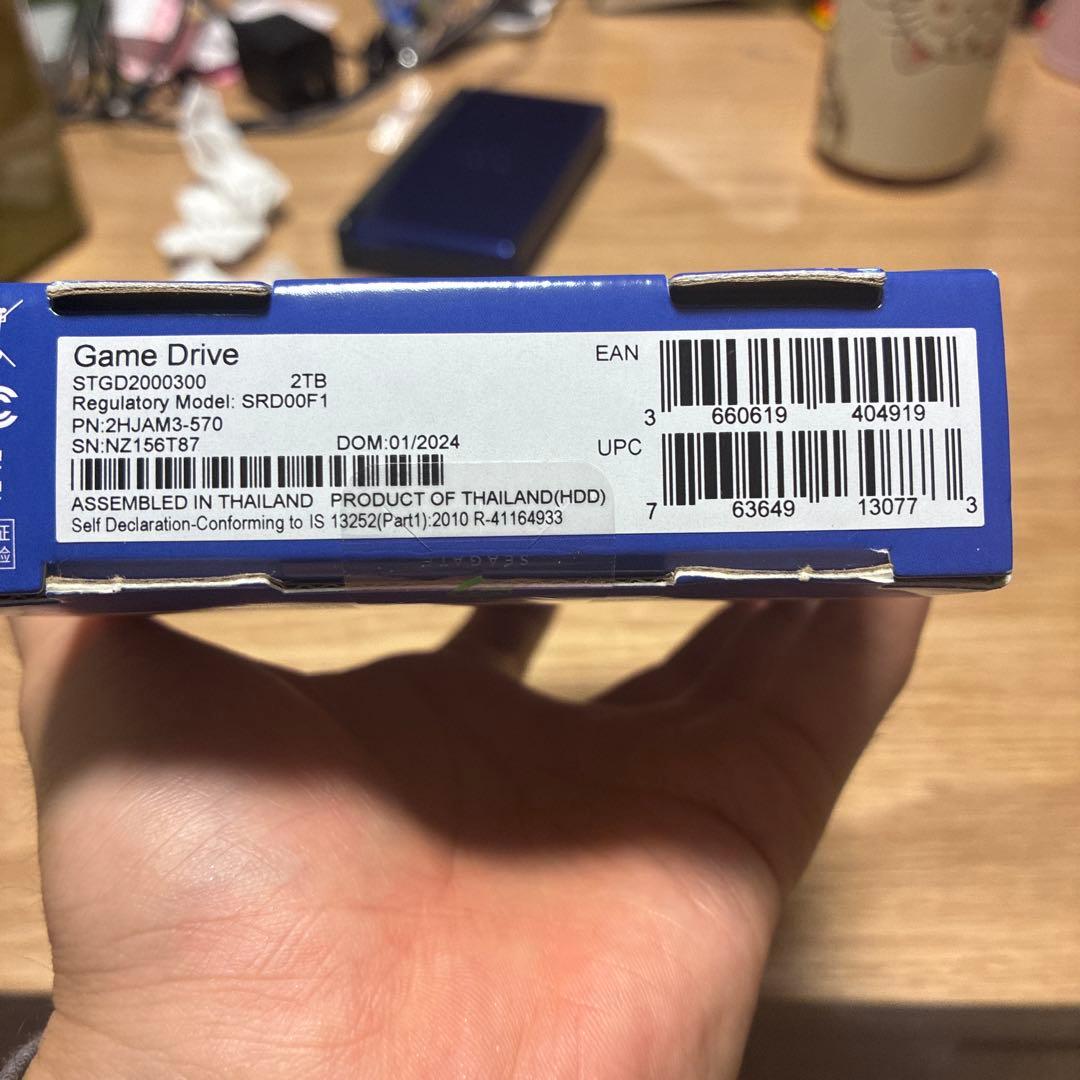 Game Drive
STGD2000300 2TB
Regulatory Model: SRD00F1
PN:2HJAM3-570
SN:NZ156T87 DOM:01/2024
ASSEMBLED IN THAILAND PRODUCT OF THAILAND(HDD)
Self Declaration-Conforming to IS 13252(Part1):2010 R-41164933
EAN
3 660619 404919
UPC
7 63649 13077 3
SEAGATE